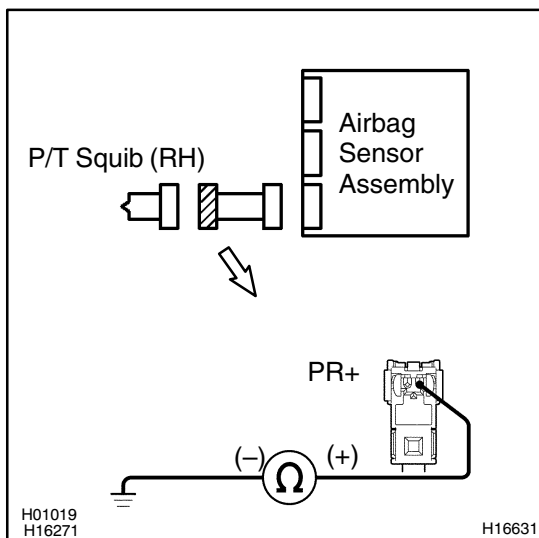 Airbag
Sensor
Assembly
P/T Squib (RH)
PR+
(–)
Ω
(+)
H01019
H16271
H16631